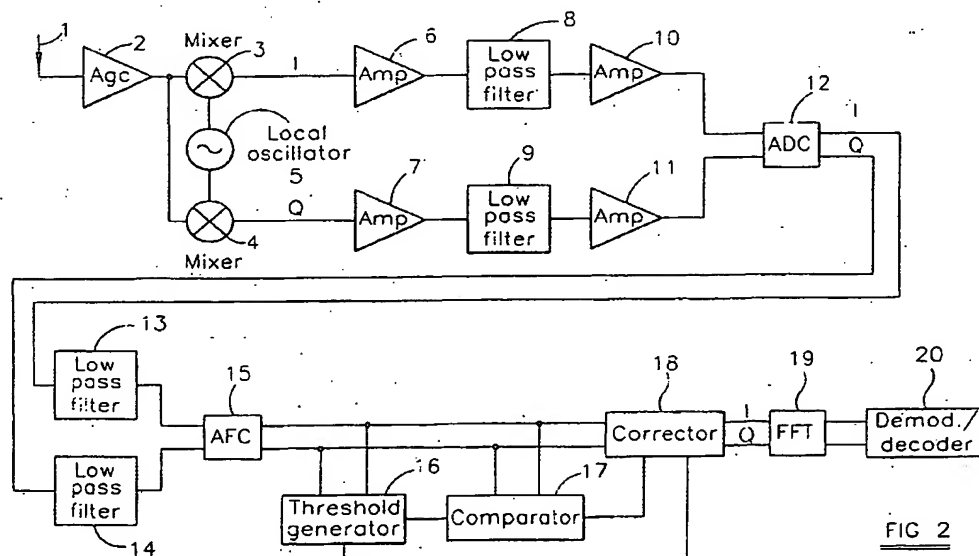 1
2
Mixer
3
6
8
10
Agc
I
Amp
Low
pass
filter
Amp
12
Local
oscillator
5
ADC
I
Q
7
9
11
Q
Amp
Low
pass
filter
Amp
4
Mixer
13
Low
pass
filter
15
18
19
20
AFC
Corrector
I
Q
FFT
Demod./
decoder
16
17
Low
pass
filter
Threshold
generator
Comparator
14
FIG 2